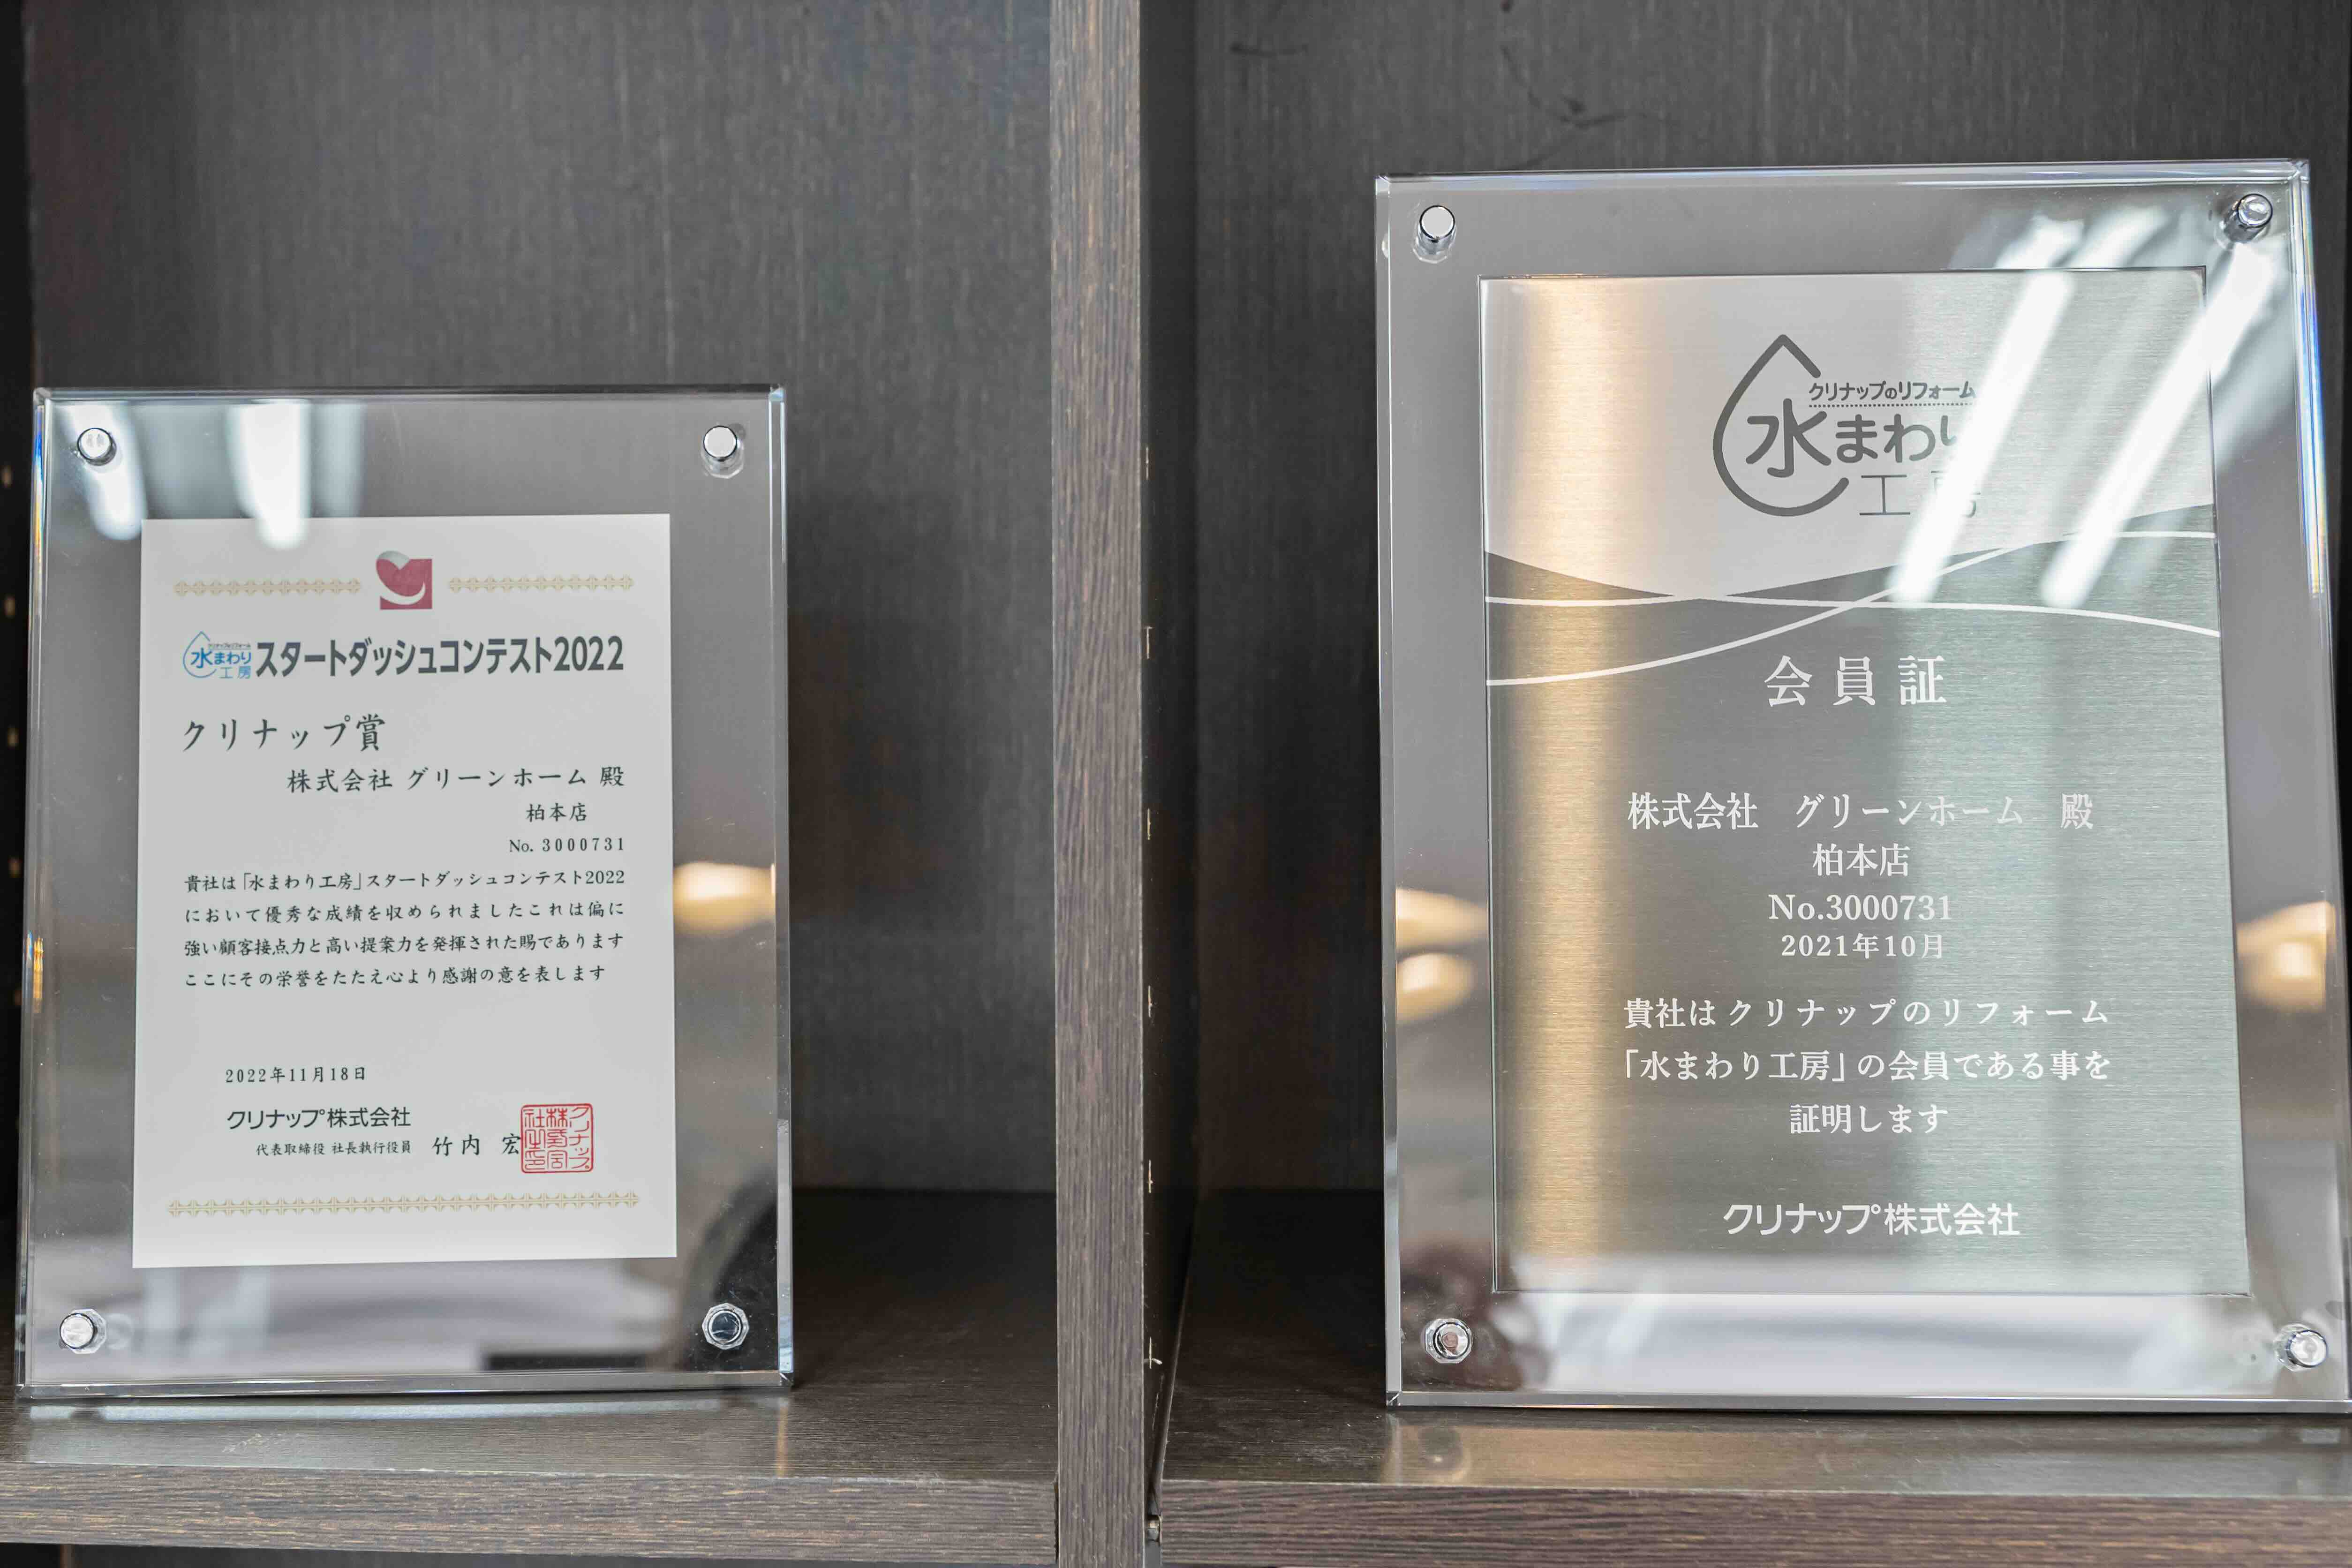 クリナップのリフォーム
水まわり
工房
スタートダッシュコンテスト2022
クリナップ賞
株式会社 グリーンホーム 殿
柏本店
No. 3000731
貴社は「水まわり工房」スタートダッシュコンテスト2022
において優秀な成績を収められましたこれは偏に
強い顧客接点力と高い提案力を発揮された賜であります
ここにその栄誉をたたえ心より感謝の意を表します
2022年11月18日
クリナップ株式会社
代表取締役 社長執行役員 竹内 宏
クリナップのリフォーム
水まわり
工房
会員証
株式会社 グリーンホーム 殿
柏本店
No.3000731
2021年10月
貴社はクリナップのリフォーム
「水まわり工房」の会員である事を
証明します
クリナップ株式会社